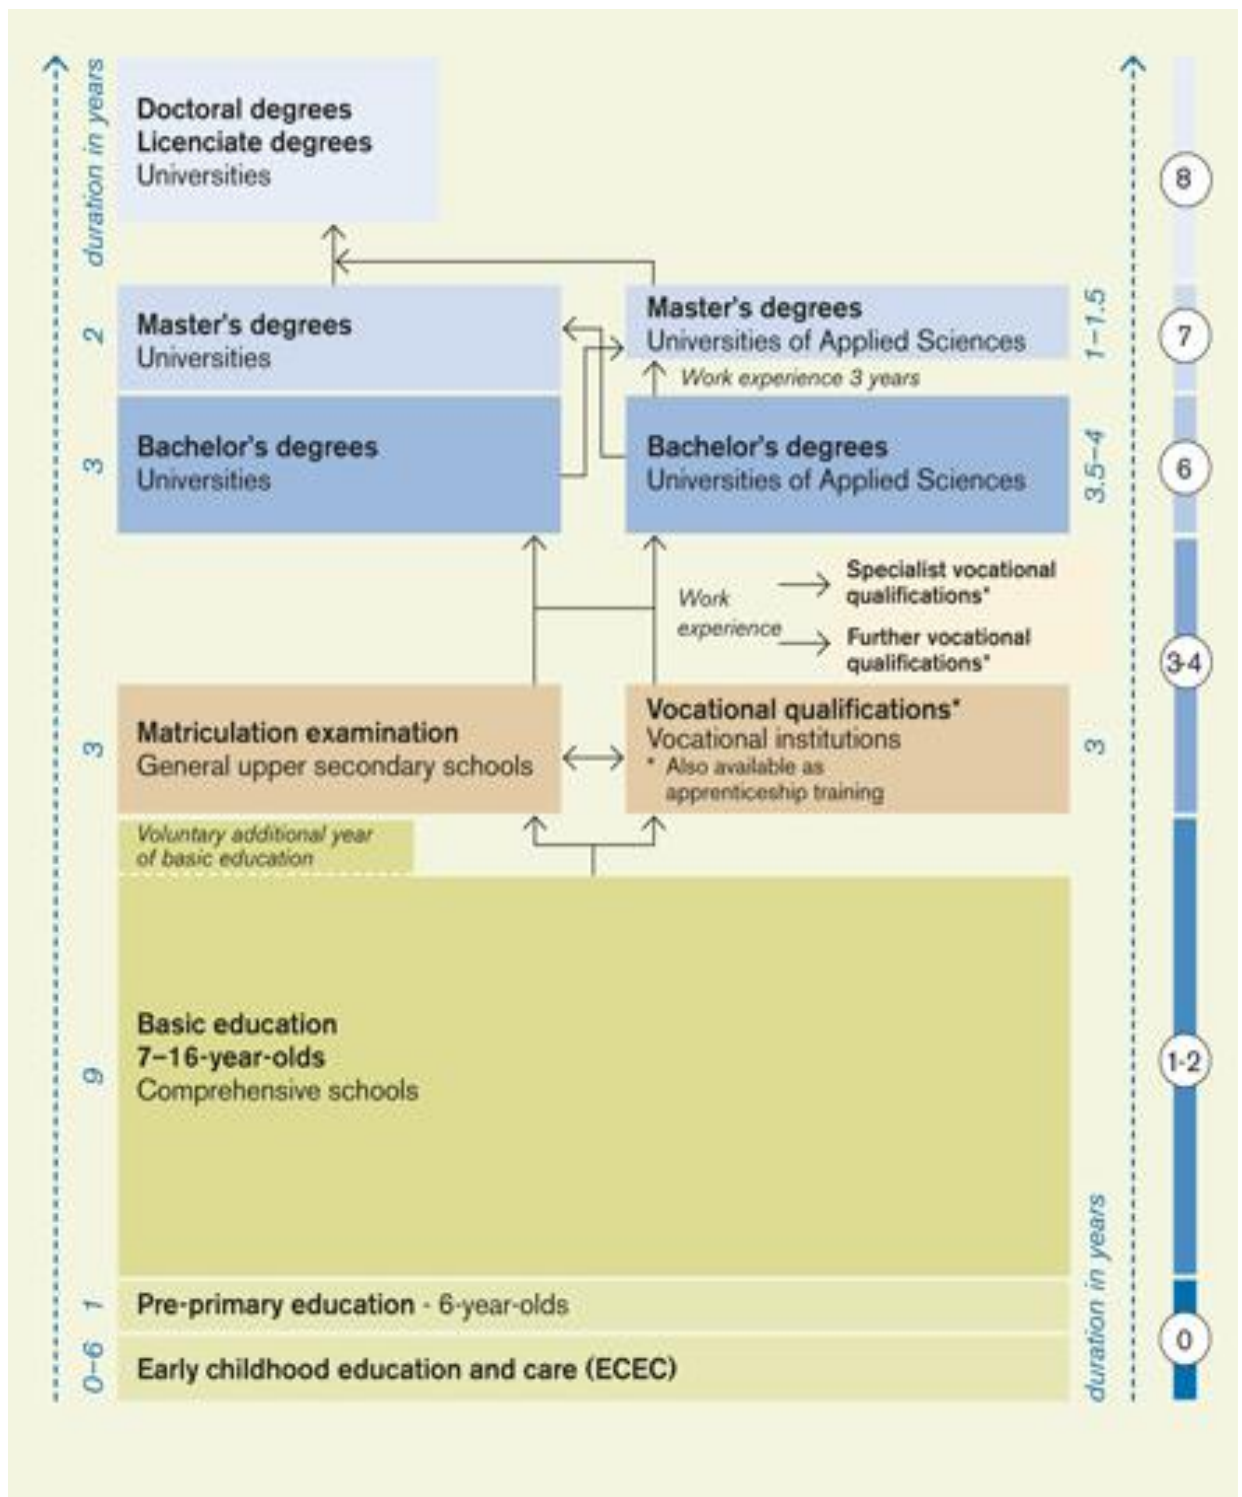 duration in years
Doctoral degrees
Licenciate degrees
Universities
8
2
Master's degrees
Universities
Master's degrees
Universities of Applied Sciences
1–1.5
7
Work experience 3 years
3
Bachelor's degrees
Universities
Bachelor's degrees
Universities of Applied Sciences
3.5–4
6
Work
experience
Specialist vocational
qualifications*
Further vocational
qualifications*
3-4
3
Matriculation examination
General upper secondary schools
Vocational qualifications*
Vocational institutions
* Also available as
apprenticeship training
3
Voluntary additional year
of basic education
9
Basic education
7–16-year-olds
Comprehensive schools
1-2
1
Pre-primary education - 6-year-olds
0–6
Early childhood education and care (ECEC)
duration in years
0